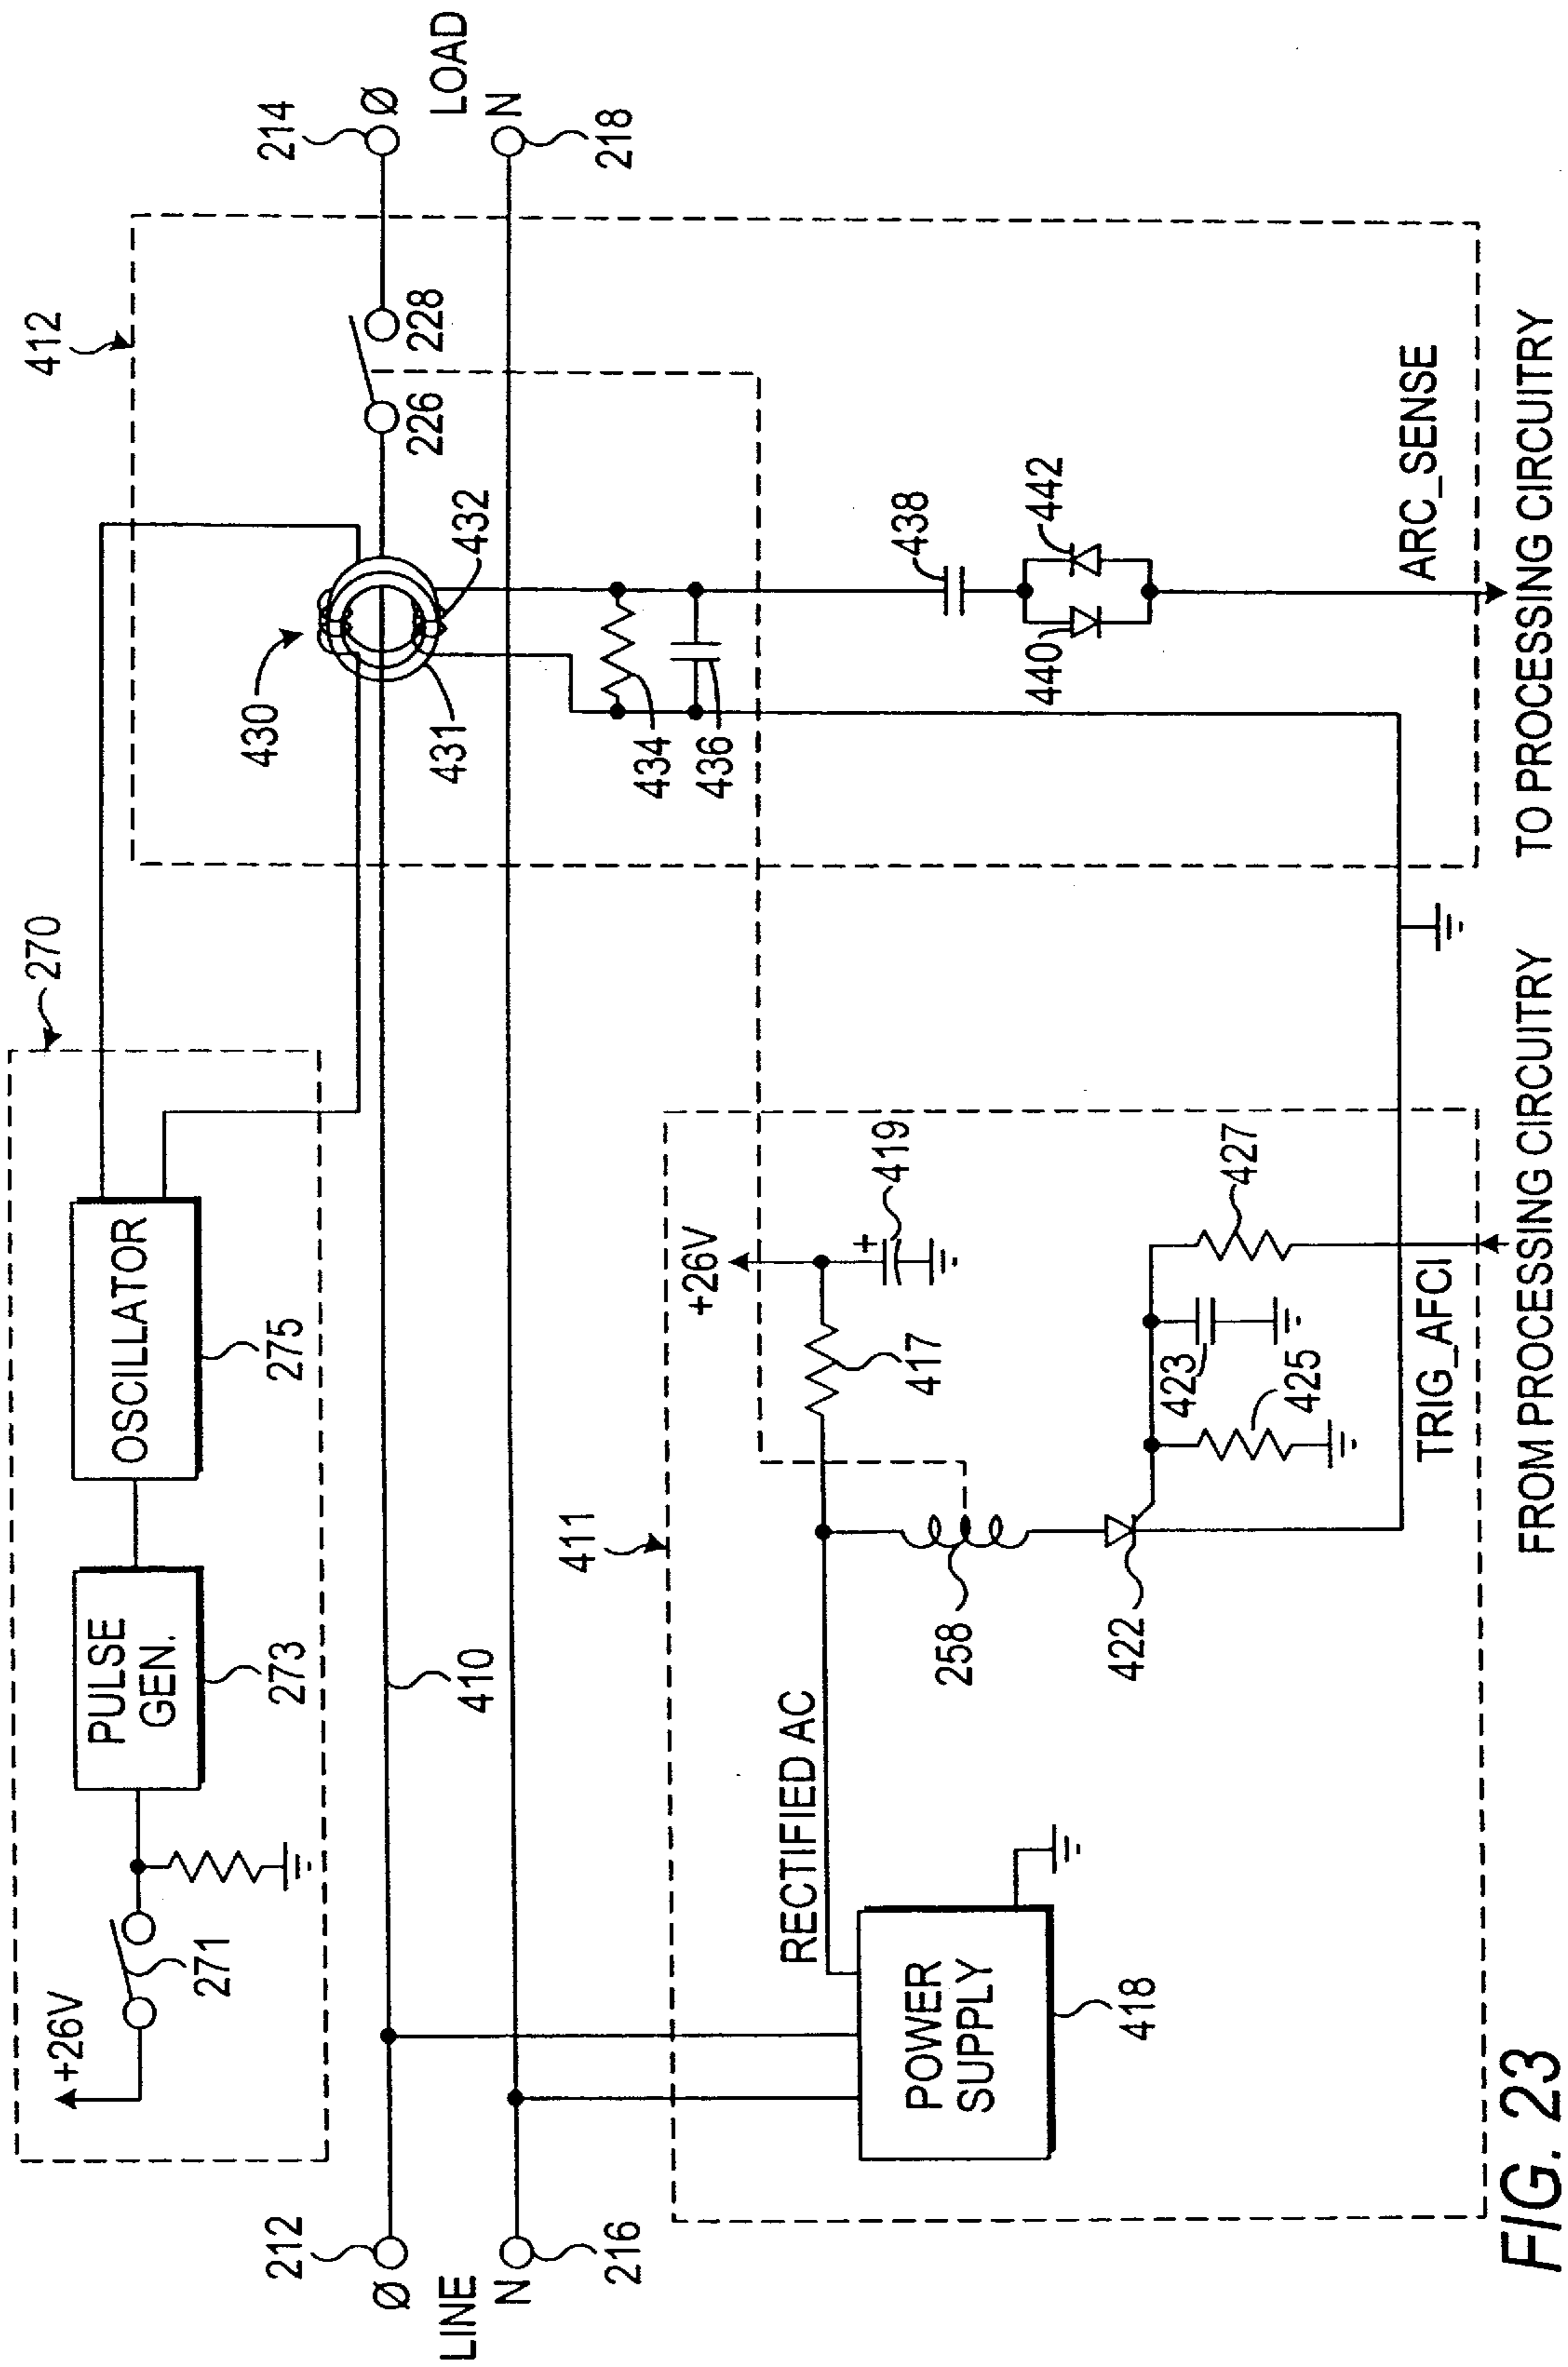 270
+26V
271
PULSE
GEN.
273
OSCILLATOR
275
412
430
431
432
226
228
214
Ø
LOAD
N
218
212
Ø
LINE
N
216
410
434
436
438
440
442
ARC_SENSE
TO PROCESSING CIRCUITRY
411
RECTIFIED AC
POWER
SUPPLY
418
+26V
+
419
417
258
422
423
425
427
TRIG_AFCI
FROM PROCESSING CIRCUITRY
FIG. 23